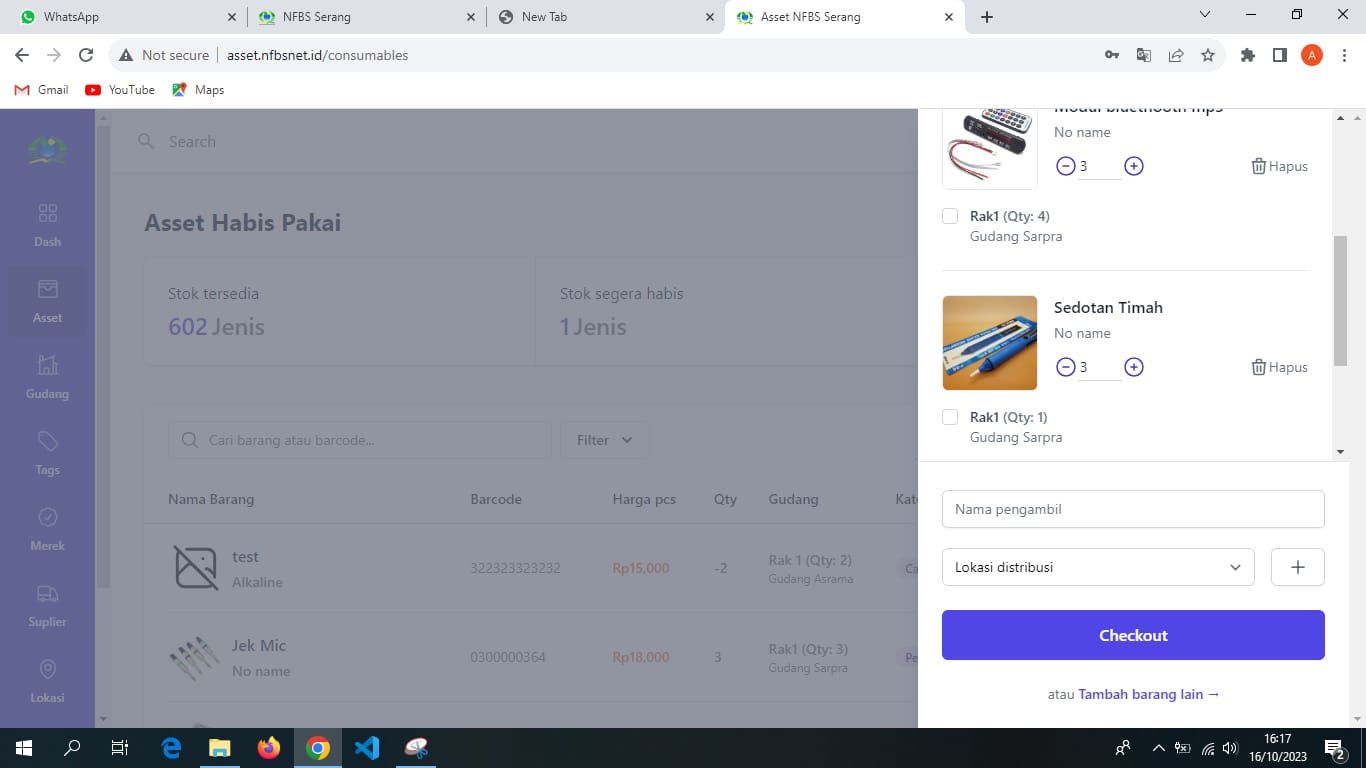 WhatsApp
NFBS Serang
New Tab
Asset NFBS Serang
Not secure
asset.nfbsnet.id/consumables
A
Gmail
YouTube
Maps
Dash
Asset
Gudang
Tags
Merek
Suplier
Lokasi
Search
Asset Habis Pakai
Stok tersedia
602 Jenis
Stok segera habis
1 Jenis
Cari barang atau barcode...
Filter
Nama Barang Barcode Harga pcs Qty Gudang
test
Alkaline
322323323232 Rp15,000 -2
Rak 1 (Qty: 2)
Gudang Asrama
Jek Mic
No name
0300000364 Rp18,000 3
Rak1 (Qty: 3)
Gudang Sarpra
Modul bluethooth mp3
No name
3
Hapus
Rak1 (Qty: 4)
Gudang Sarpra
Sedotan Timah
No name
3
Hapus
Rak1 (Qty: 1)
Gudang Sarpra
Nama pengambil
Lokasi distribusi
Checkout
atau Tambah barang lain →
16:17
16/10/2023
2